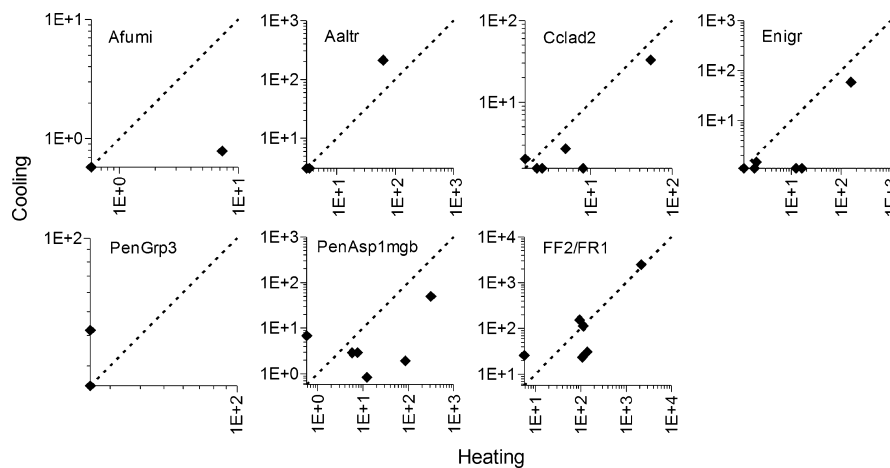 Cooling
Afumi
1E+1
1E+0
1E+0
1E+1
Aaltr
1E+3
1E+2
1E+1
1E+1
1E+2
1E+3
Cclad2
1E+2
1E+1
1E+1
1E+2
Enigr
1E+3
1E+2
1E+1
1E+1
1E+2
1E+3
PenGrp3
1E+2
1E+2
PenAsp1mgb
1E+3
1E+2
1E+1
1E+0
1E+0
1E+1
1E+2
1E+3
FF2/FR1
1E+4
1E+3
1E+2
1E+1
1E+1
1E+2
1E+3
1E+4
Heating